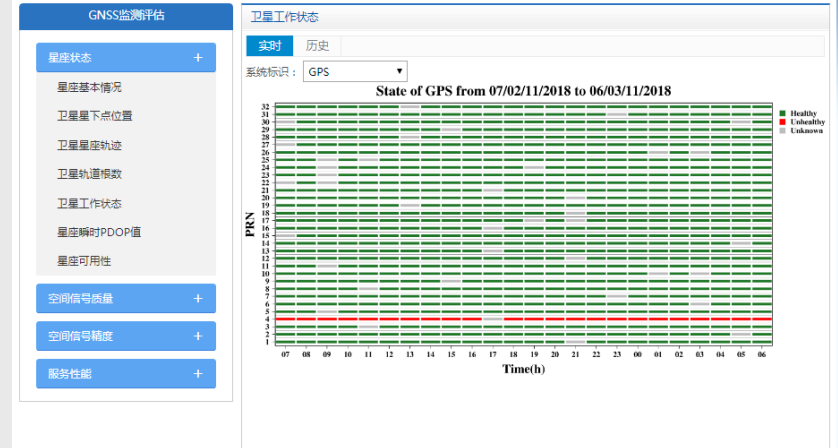 GNSS监测评估
星座状态 +
星座基本情况
卫星星下点位置
卫星星座轨迹
卫星轨道根数
卫星工作状态
星座瞬时PDOP值
星座可用性
空间信号质量 +
空间信号精度 +
服务性能 +
卫星工作状态
实时 历史
系统标识： GPS
State of GPS from 07/02/11/2018 to 06/03/11/2018
Healthy
Unhealthy
Unknown
PRN
32
31
30
29
28
27
26
25
24
23
22
21
20
19
18
17
16
15
14
13
12
11
10
9
8
7
6
5
4
3
2
1
07 08 09 10 11 12 13 14 15 16 17 18 19 20 21 22 23 00 01 02 03 04 05 06
Time(h)